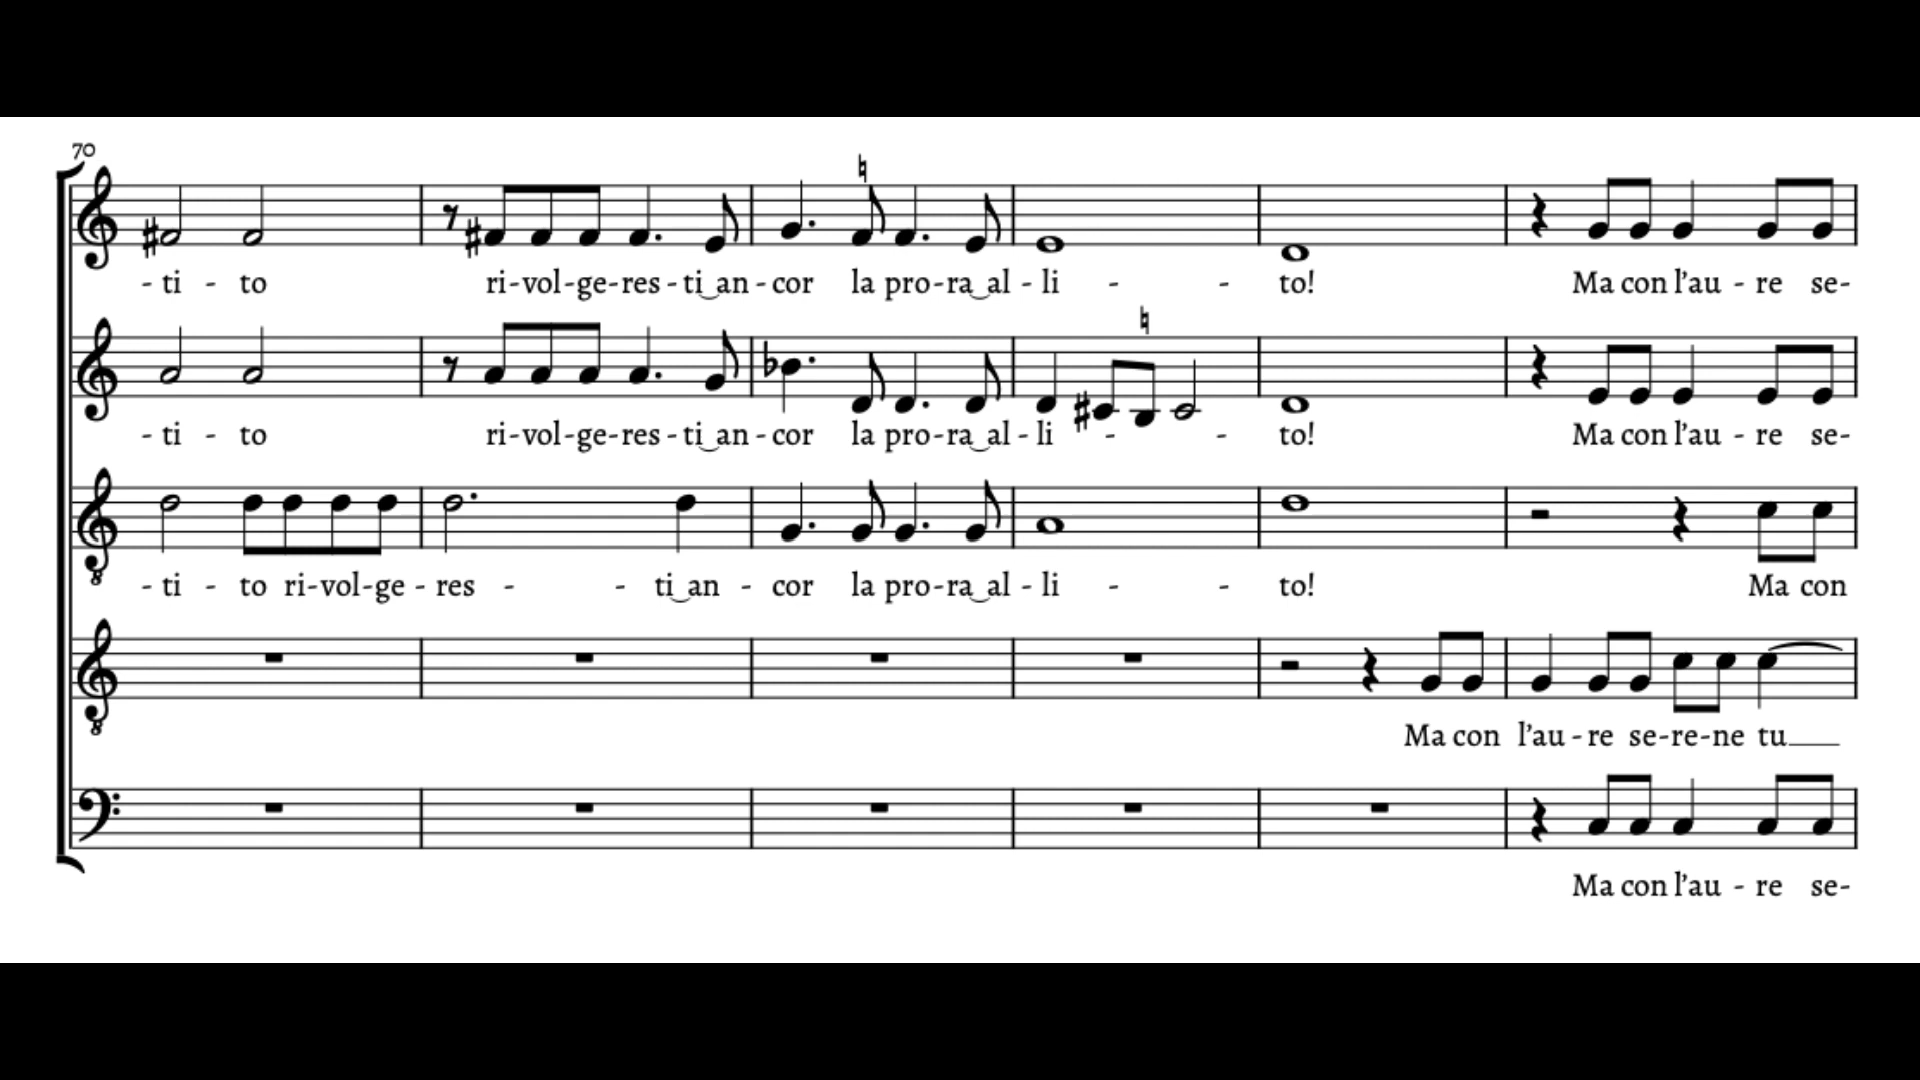 70
- ti - to ri-vol-ge-res-ti‿an-cor la pro-ra‿al-li - - to! Ma con l’au - re se-
- ti - to ri-vol-ge-res-ti‿an-cor la pro-ra‿al-li - - to! Ma con l’au - re se-
- ti - to ri-vol-ge-res - - ti‿an - cor la pro-ra‿al-li - - to! Ma con
Ma con l’au-re se-re-ne tu
Ma con l’au - re se-